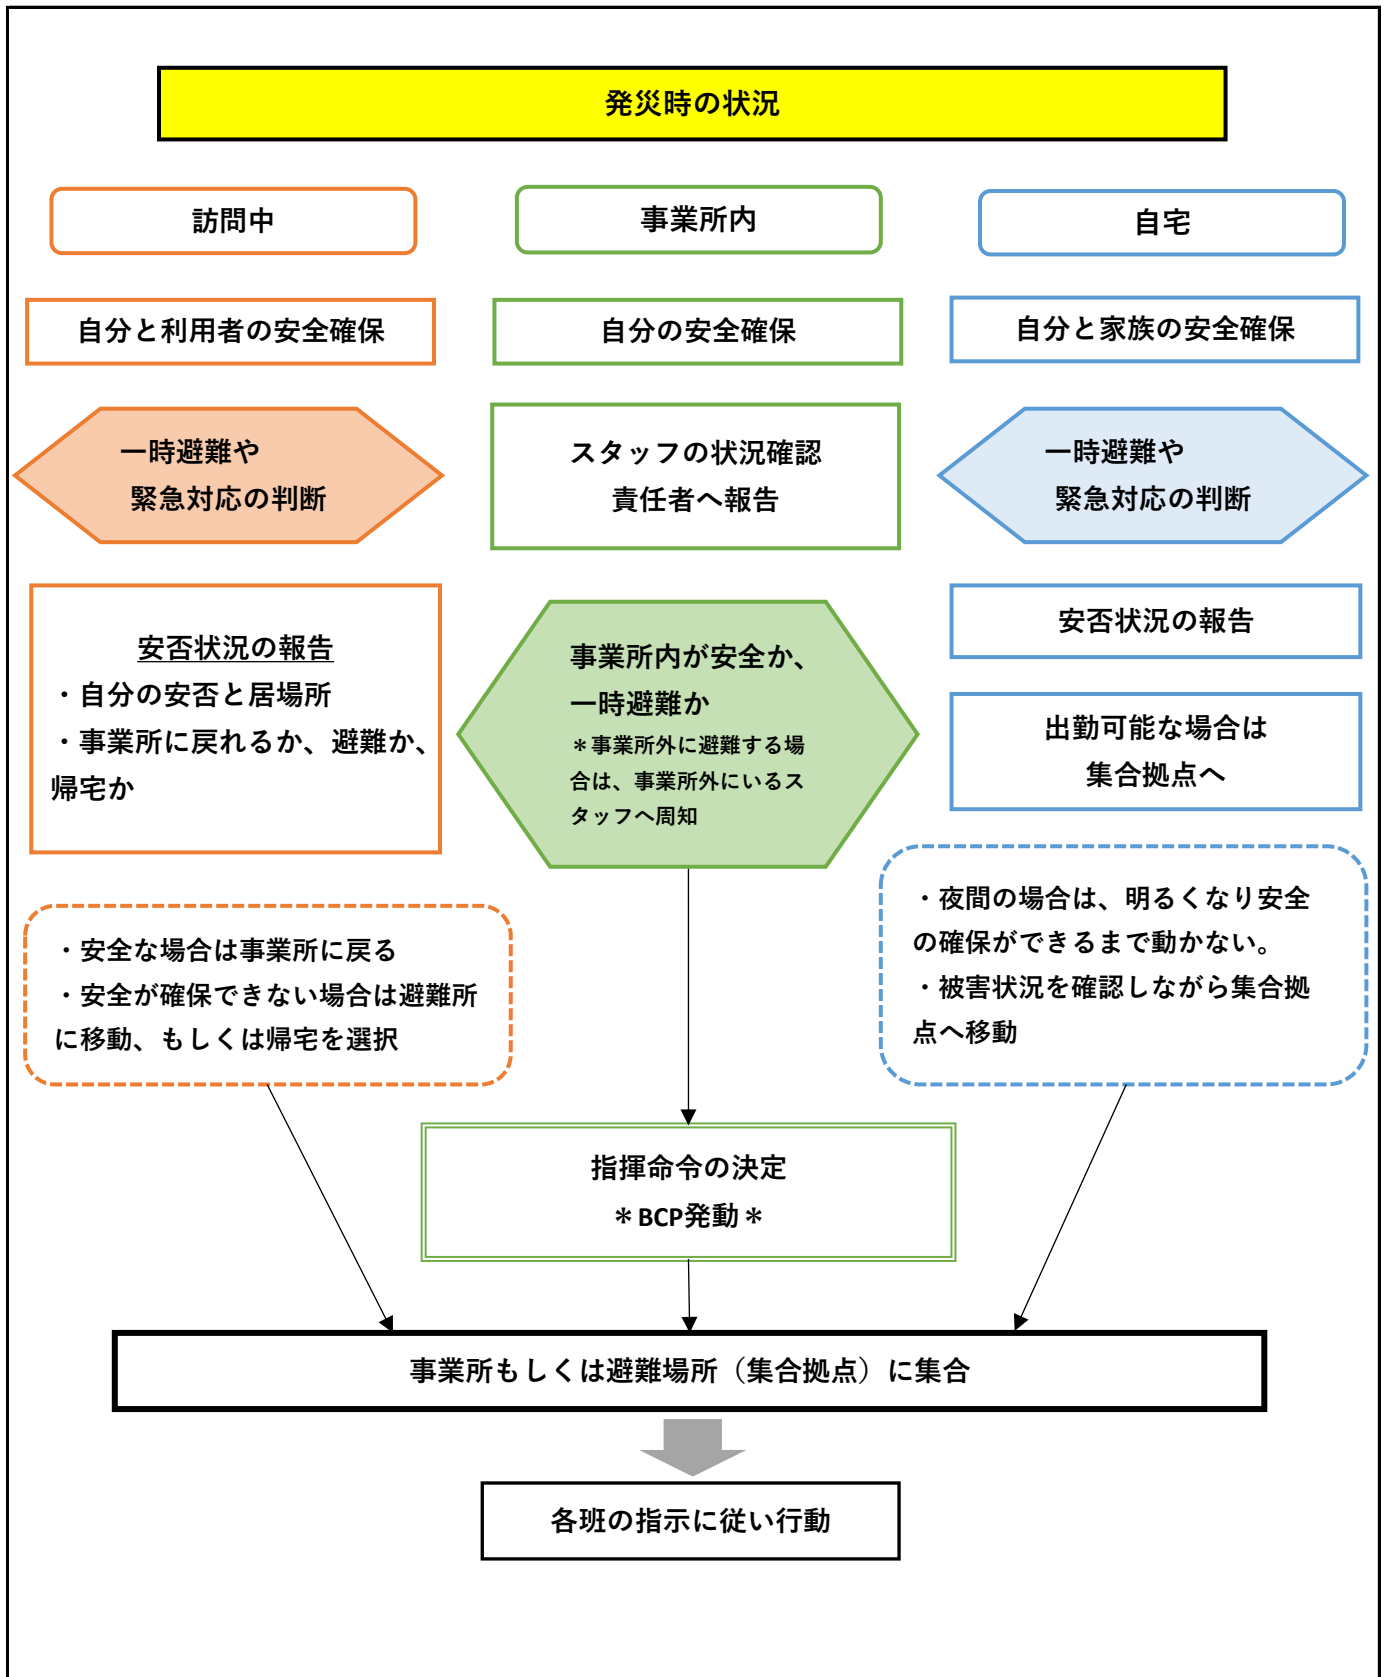 発災時の状況
訪問中
事業所内
自宅
自分と利用者の安全確保
自分の安全確保
自分と家族の安全確保
一時避難や
緊急対応の判断
スタッフの状況確認
責任者へ報告
一時避難や
緊急対応の判断
安否状況の報告
・自分の安否と居場所
・事業所に戻れるか、避難か、
帰宅か
事業所内が安全か、
一時避難か
＊事業所外に避難する場
合は、事業所外にいるス
タッフへ周知
安否状況の報告
出勤可能な場合は
集合拠点へ
・安全な場合は事業所に戻る
・安全が確保できない場合は避難所
に移動、もしくは帰宅を選択
・夜間の場合は、明るくなり安全
の確保ができるまで動かない。
・被害状況を確認しながら集合拠
点へ移動
指揮命令の決定
＊BCP発動＊
事業所もしくは避難場所（集合拠点）に集合
各班の指示に従い行動